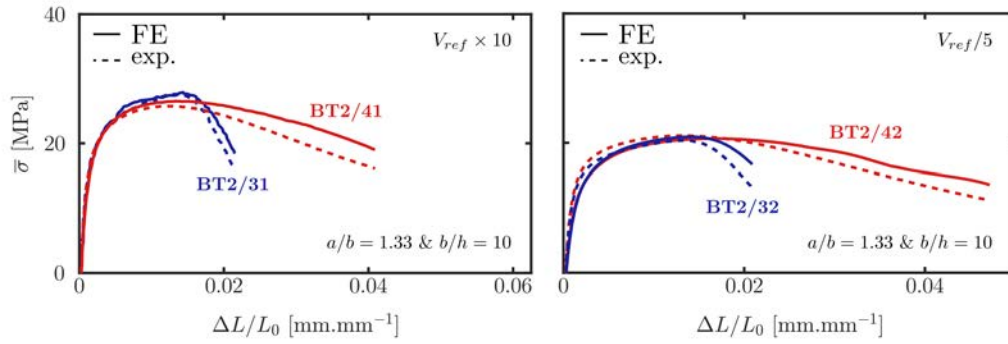 40
20
0
σ̅ [MPa]
FE
exp.
V_ref × 10
BT2/41
BT2/31
a/b = 1.33 & b/h = 10
0
0.02
0.04
0.06
ΔL/L₀ [mm.mm⁻¹]
FE
exp.
V_ref/5
BT2/42
BT2/32
a/b = 1.33 & b/h = 10
0
0.02
0.04
ΔL/L₀ [mm.mm⁻¹]